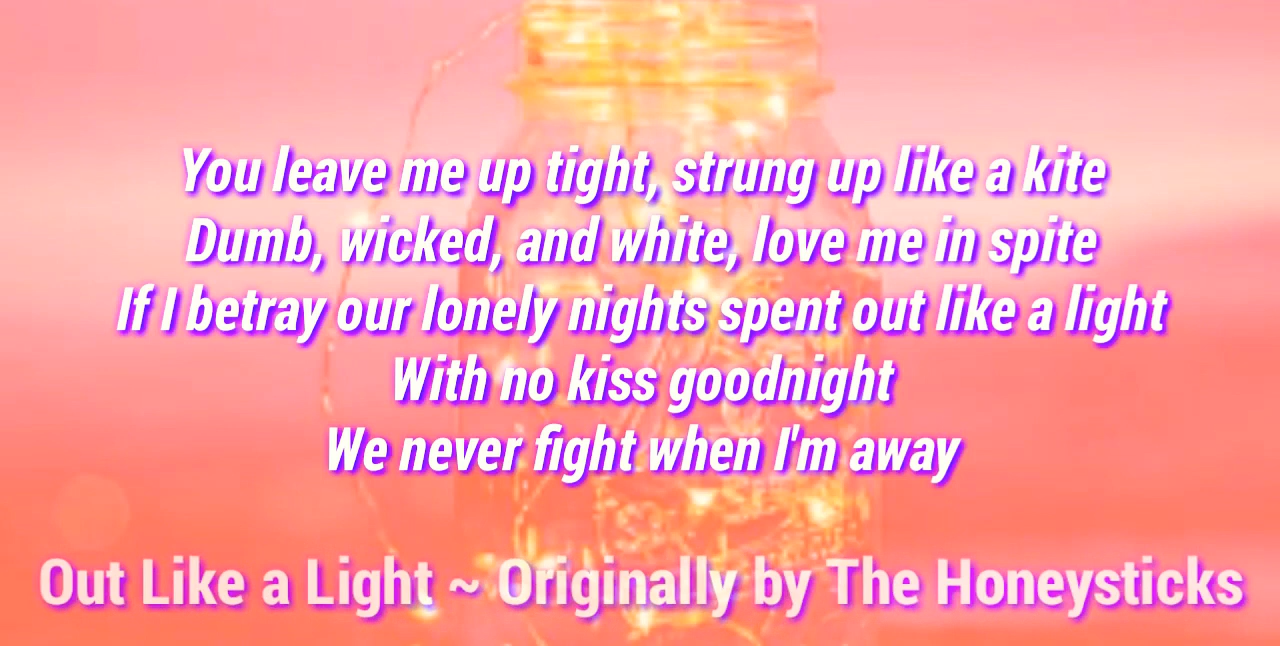 You leave me up tight, strung up like a kite
Dumb, wicked, and white, love me in spite
If I betray our lonely nights spent out like a light
With no kiss goodnight
We never fight when I'm away
Out Like a Light ~ Originally by The Honeysticks